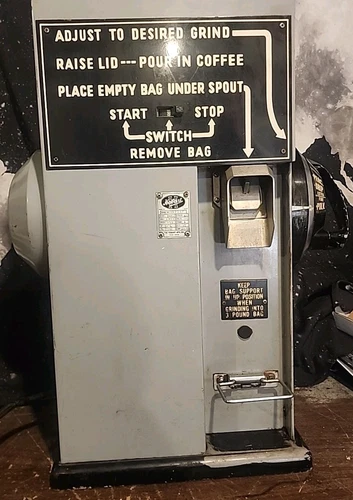 ADJUST TO DESIRED GRIND
RAISE LID --- POUR IN COFFEE
PLACE EMPTY BAG UNDER SPOUT
START STOP
SWITCH
REMOVE BAG
KEEP
BAG SUPPORT
IN UP POSITION
WHEN
GRINDING INTO
3 POUND BAG